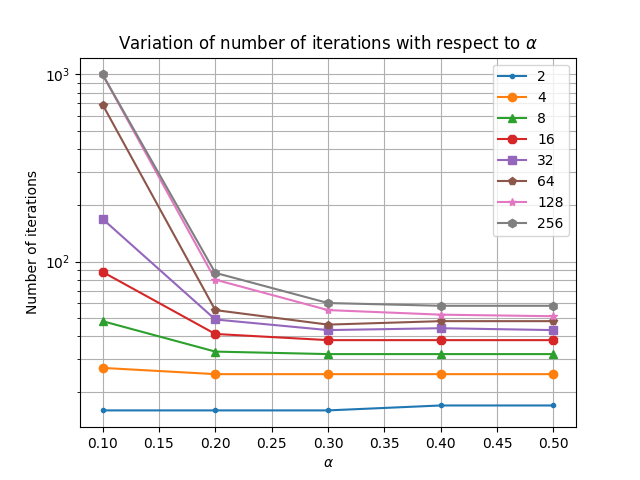 Variation of number of iterations with respect to α
Number of iterations
10³
10²
2
4
8
16
32
64
128
256
0.10 0.15 0.20 0.25 0.30 0.35 0.40 0.45 0.50
α